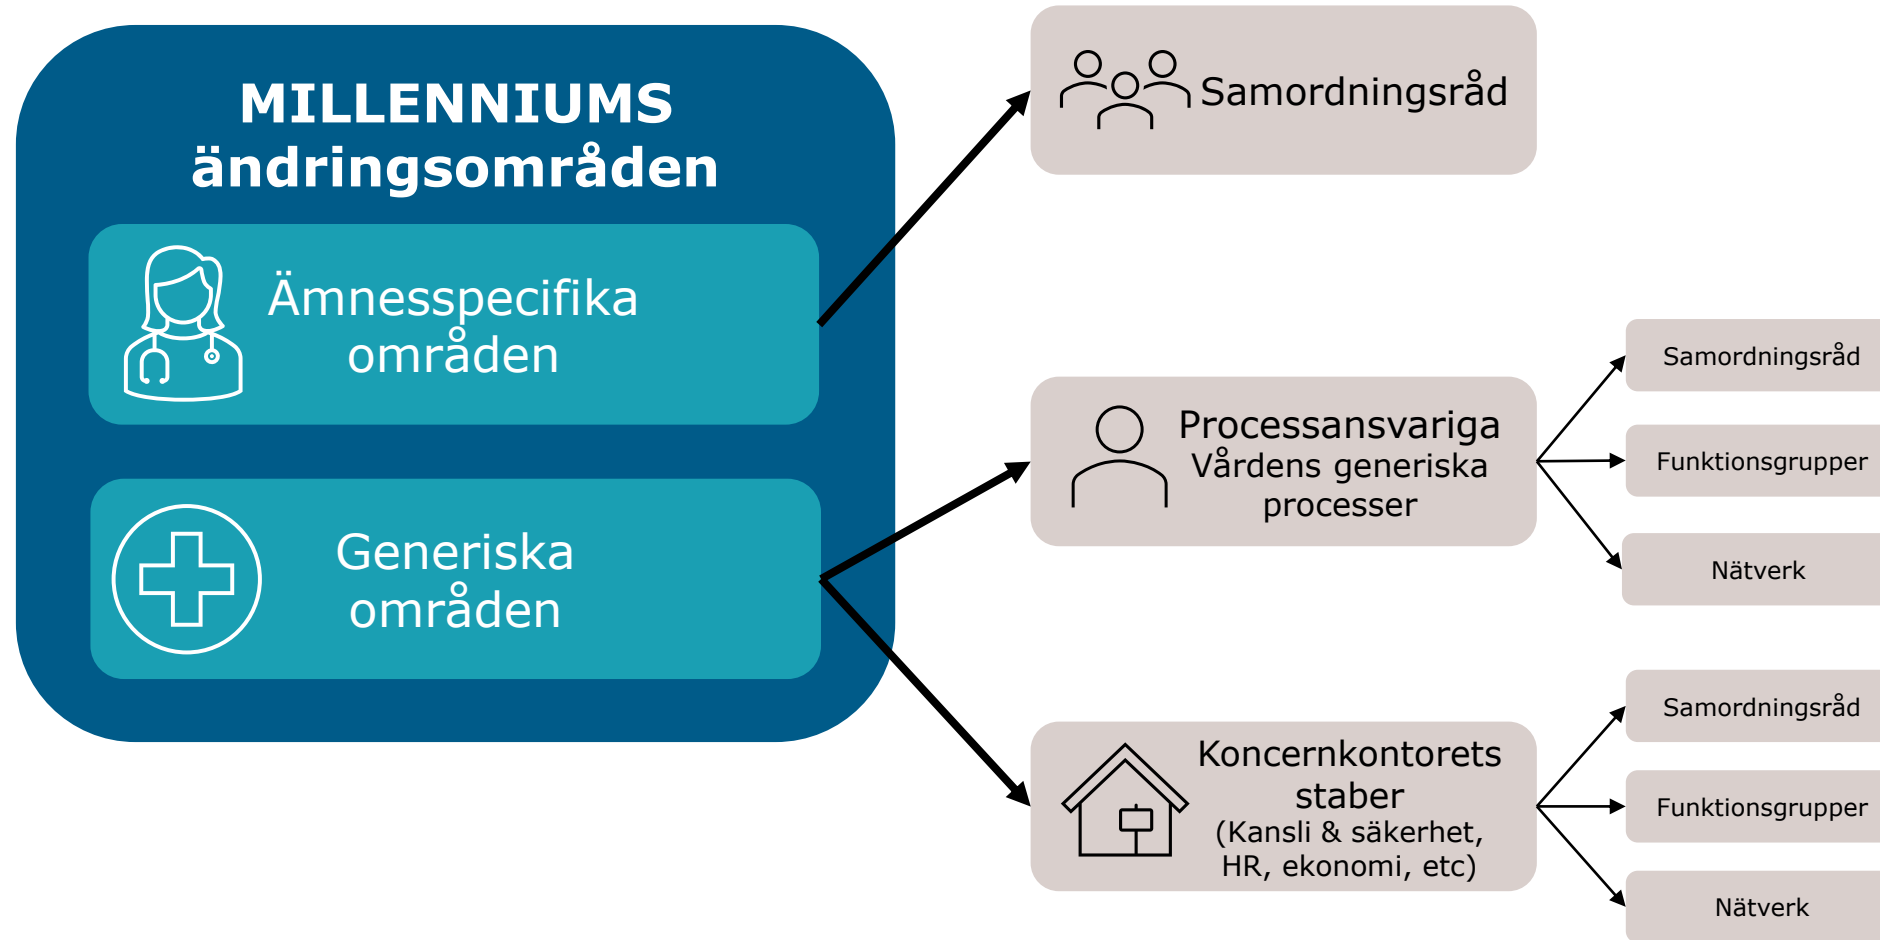 MILLENNIUMS
ändringsområden
Ämnesspecifika
områden
Generiska
områden
Samordningsråd
Processansvariga
Vårdens generiska
processer
Samordningsråd
Funktionsgrupper
Nätverk
Koncernkontorets
staber
(Kansli & säkerhet,
HR, ekonomi, etc)
Samordningsråd
Funktionsgrupper
Nätverk